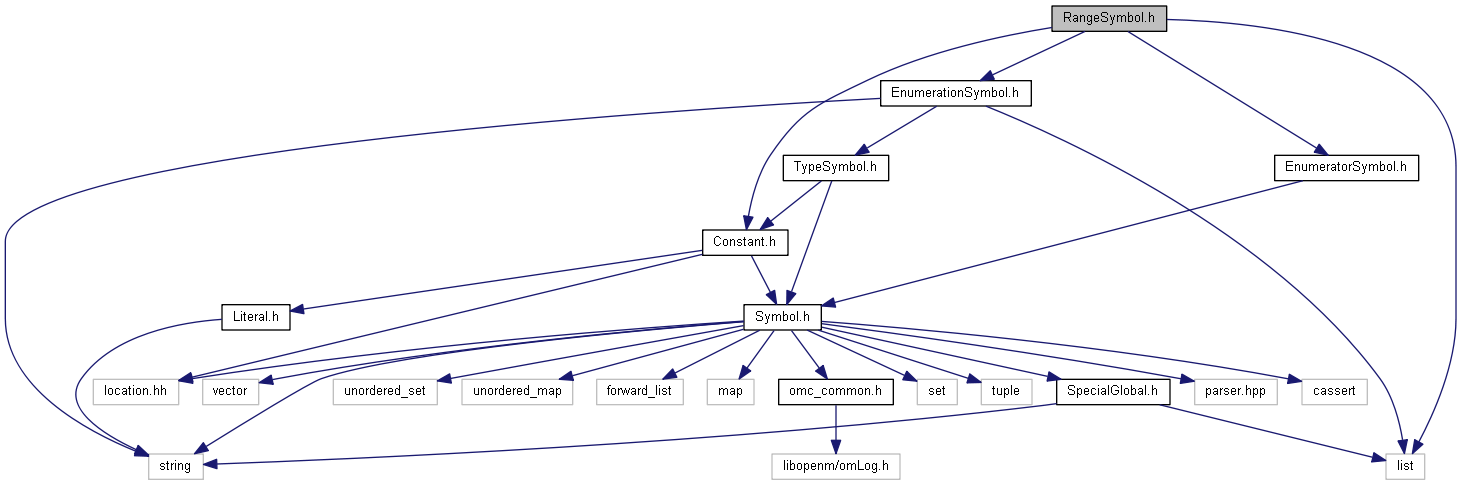 RangeSymbol.h
EnumerationSymbol.h
TypeSymbol.h
EnumeratorSymbol.h
Constant.h
Literal.h
Symbol.h
location.hh
vector
unordered_set
unordered_map
forward_list
map
omc_common.h
set
tuple
SpecialGlobal.h
parser.hpp
cassert
string
libopenm/omLog.h
list